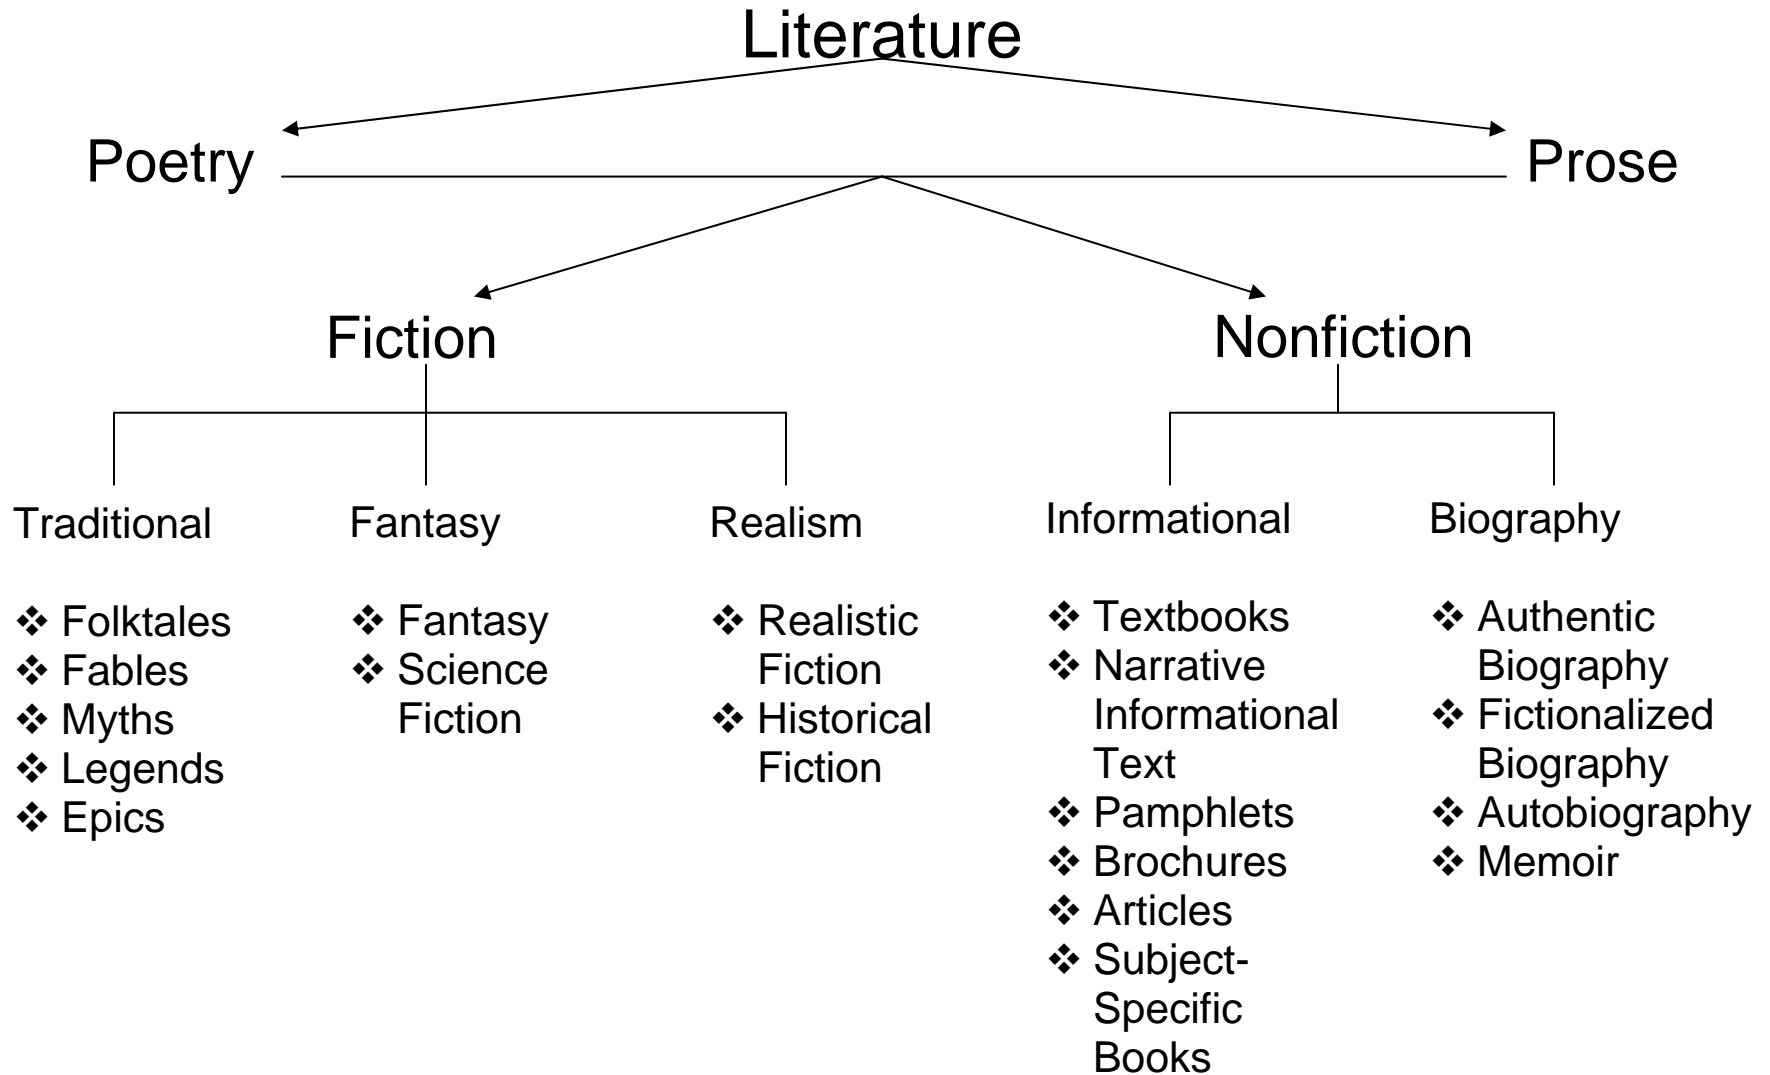 Literature
Poetry
Prose
Fiction
Nonfiction
Traditional
❖ Folktales
❖ Fables
❖ Myths
❖ Legends
❖ Epics
Fantasy
❖ Fantasy
❖ Science
Fiction
Realism
❖ Realistic
Fiction
❖ Historical
Fiction
Informational
❖ Textbooks
❖ Narrative
Informational
Text
❖ Pamphlets
❖ Brochures
❖ Articles
❖ Subject-
Specific
Books
Biography
❖ Authentic
Biography
❖ Fictionalized
Biography
❖ Autobiography
❖ Memoir